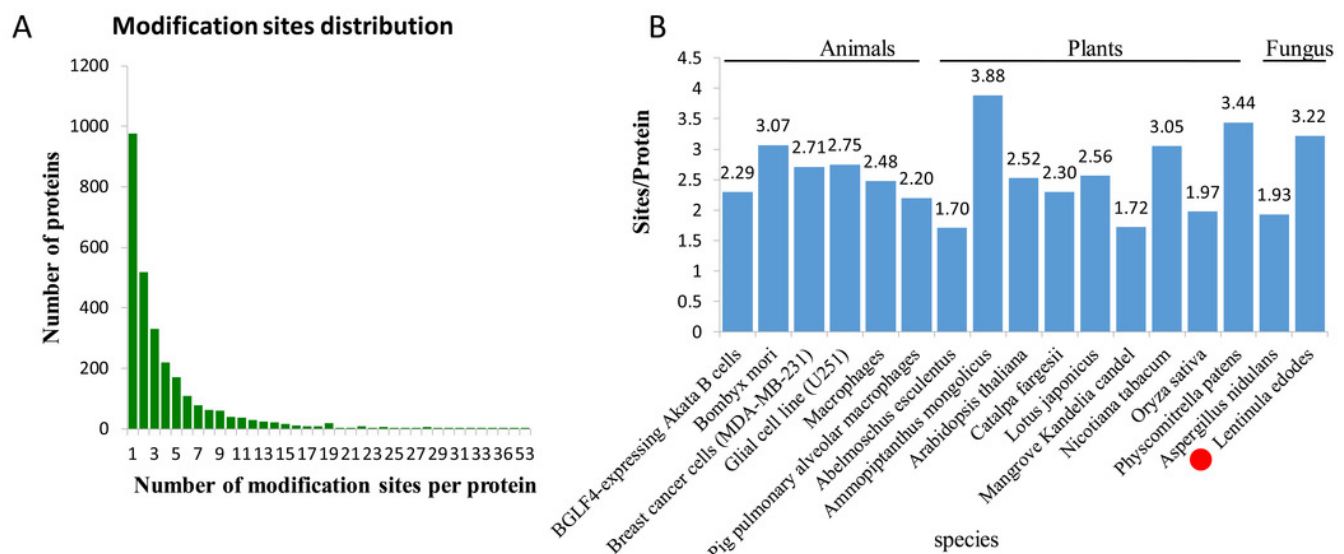 A
Modification sites distribution
Number of proteins
1200
1000
800
600
400
200
0
1 3 5 7 9 11 13 15 17 19 21 23 25 27 29 31 33 35 53
Number of modification sites per protein
B
Animals Plants Fungus
Sites/Protein
4.5
4
3.5
3
2.5
2
1.5
1
0.5
0
2.29 3.07 2.71 2.75 2.48 2.20 1.70 3.88 2.52 2.30 2.56 1.72 3.05 1.97 3.44 1.93 3.22
BGLF4-expressing Akata B cells
Bombyx mori
Breast cancer cells (MDA-MB-231)
Glial cell line (U251)
Macrophages
Pig pulmonary alveolar macrophages
Abelmoschus esculentus
Ammopiptanthus mongolicus
Arabidopsis thaliana
Catalpa fargesii
Lotus japonicus
Mangrove Kandelia candel
Nicotiana tabacum
Oryza sativa
Physcomitrella patens
Aspergillus nidulans
Lentinula edodes
species